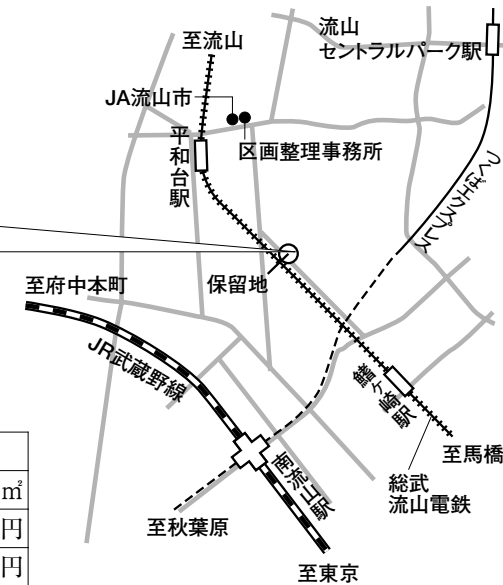 流山
セントラルパーク駅
至流山
JA流山市
区画整理事務所
平和台駅
つくばエクスプレス
保留地
至府中本町
JR武蔵野線
鰭ヶ崎駅
至馬橋
総武
流山電鉄
南流山駅
至秋葉原
至東京
㎡
円
円